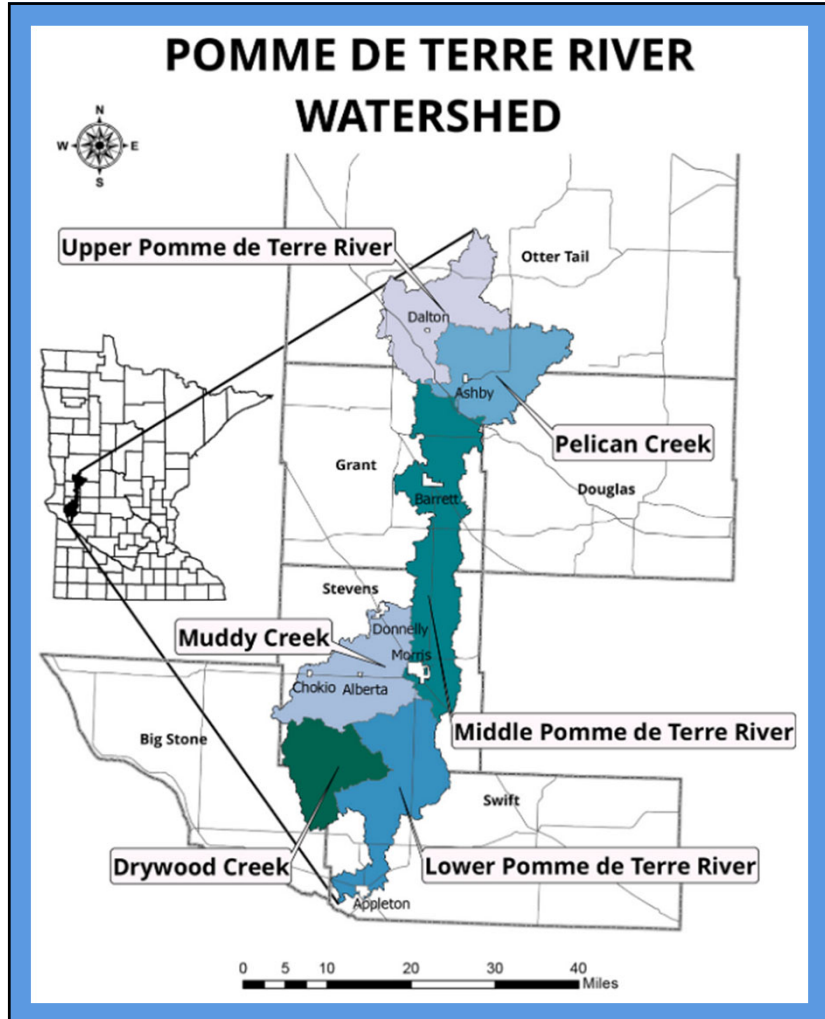 POMME DE TERRE RIVER
WATERSHED
N
W E
S
Upper Pomme de Terre River
Otter Tail
Dalton
Ashby
Pelican Creek
Grant
Douglas
Barrett
Stevens
Donnelly
Muddy Creek
Morris
Chokio
Alberta
Big Stone
Middle Pomme de Terre River
Swift
Drywood Creek
Lower Pomme de Terre River
Appleton
0 5 10 20 30 40
Miles